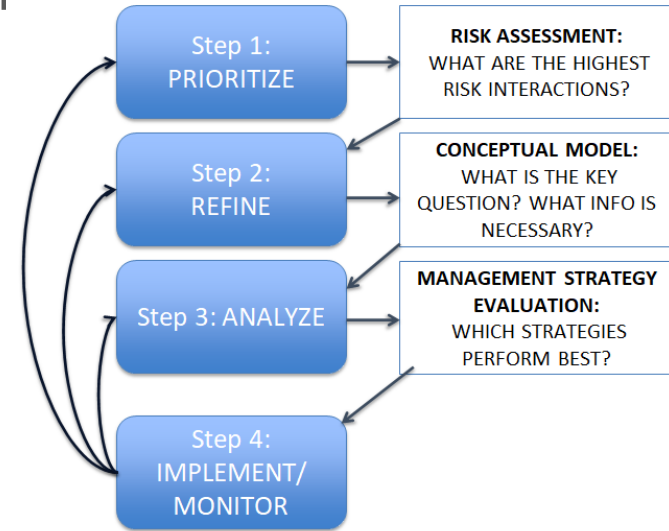 Step 1:
PRIORITIZE
RISK ASSESSMENT:
WHAT ARE THE HIGHEST
RISK INTERACTIONS?
Step 2:
REFINE
CONCEPTUAL MODEL:
WHAT IS THE KEY
QUESTION? WHAT INFO IS
NECESSARY?
Step 3: ANALYZE
MANAGEMENT STRATEGY
EVALUATION:
WHICH STRATEGIES
PERFORM BEST?
Step 4:
IMPLEMENT/
MONITOR